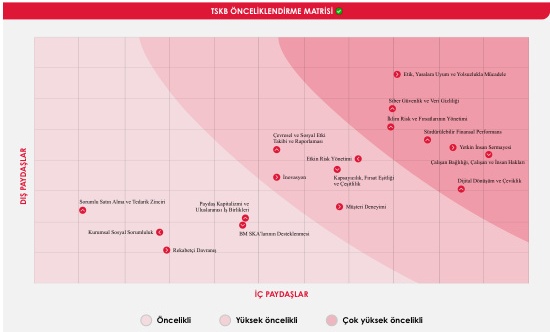 TSKB ÖNCELİKLENDİRME MATRİSİ
Etik, Yasalara Uyum ve Yolsuzlukla Mücadele
Siber Güvenlik ve Veri Gizliliği
İklim Risk ve Fırsatlarının Yönetimi
Sürdürülebilir Finansal Performans
Çevresel ve Sosyal Etki
Takibi ve Raporlaması
Yetkin İnsan Sermayesi
Etkin Risk Yönetimi
Çalışan Bağlılığı, Çalışan ve İnsan Hakları
İnovasyon
Kapsayıcılık, Fırsat Eşitliği
ve Çeşitlilik
Dijital Dönüşüm ve Çeviklik
Sorumlu Satın Alma ve Tedarik Zinciri
Paydaş Kapitalizmi ve
Uluslararası İş Birlikleri
Müşteri Deneyimi
Kurumsal Sosyal Sorumluluk
BM SKA'larının Desteklenmesi
Rekabetçi Davranış
DIŞ PAYDAŞLAR
İÇ PAYDAŞLAR
Öncelikli
Yüksek öncelikli
Çok yüksek öncelikli